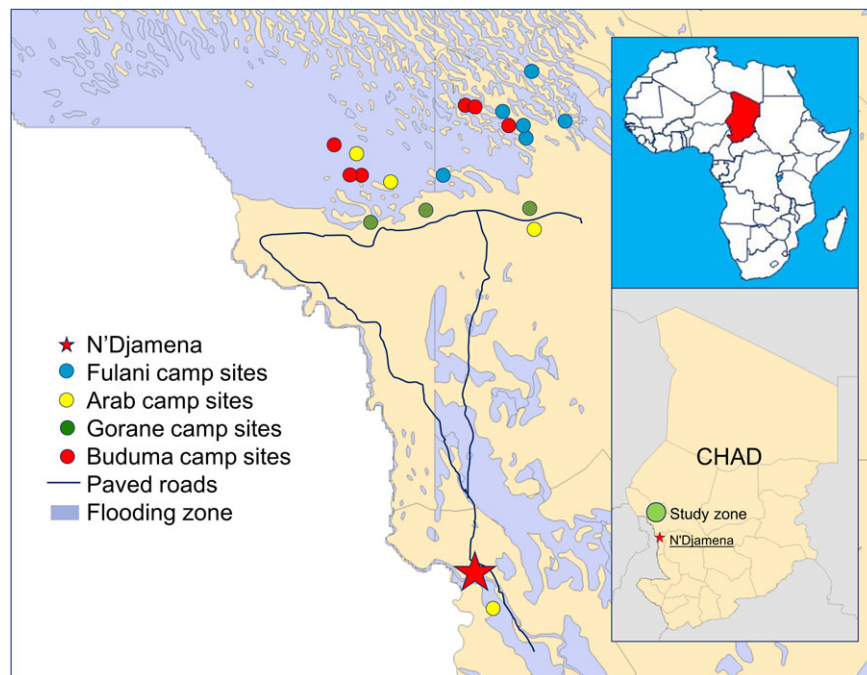 N'Djamena
Fulani camp sites
Arab camp sites
Gorane camp sites
Buduma camp sites
Paved roads
Flooding zone
CHAD
Study zone
N'Djamena